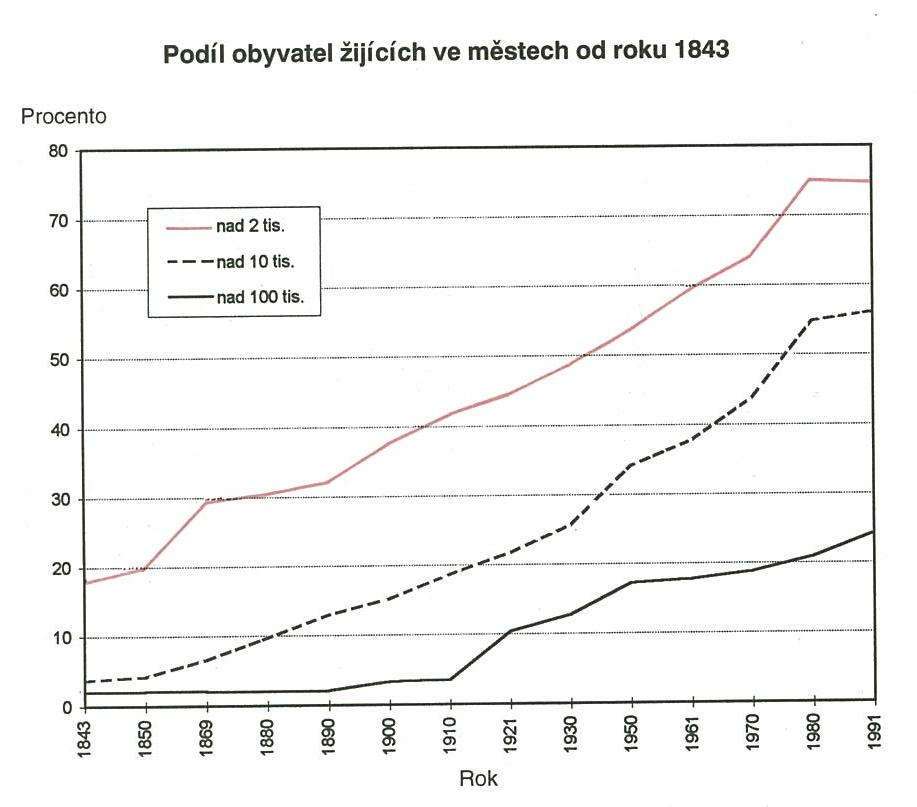 Podíl obyvatel žijících ve městech od roku 1843
Procento
80
70
60
50
40
30
20
10
0
nad 2 tis.
nad 10 tis.
nad 100 tis.
1843 1850 1869 1880 1890 1900 1910 1921 1930 1950 1961 1970 1980 1991
Rok